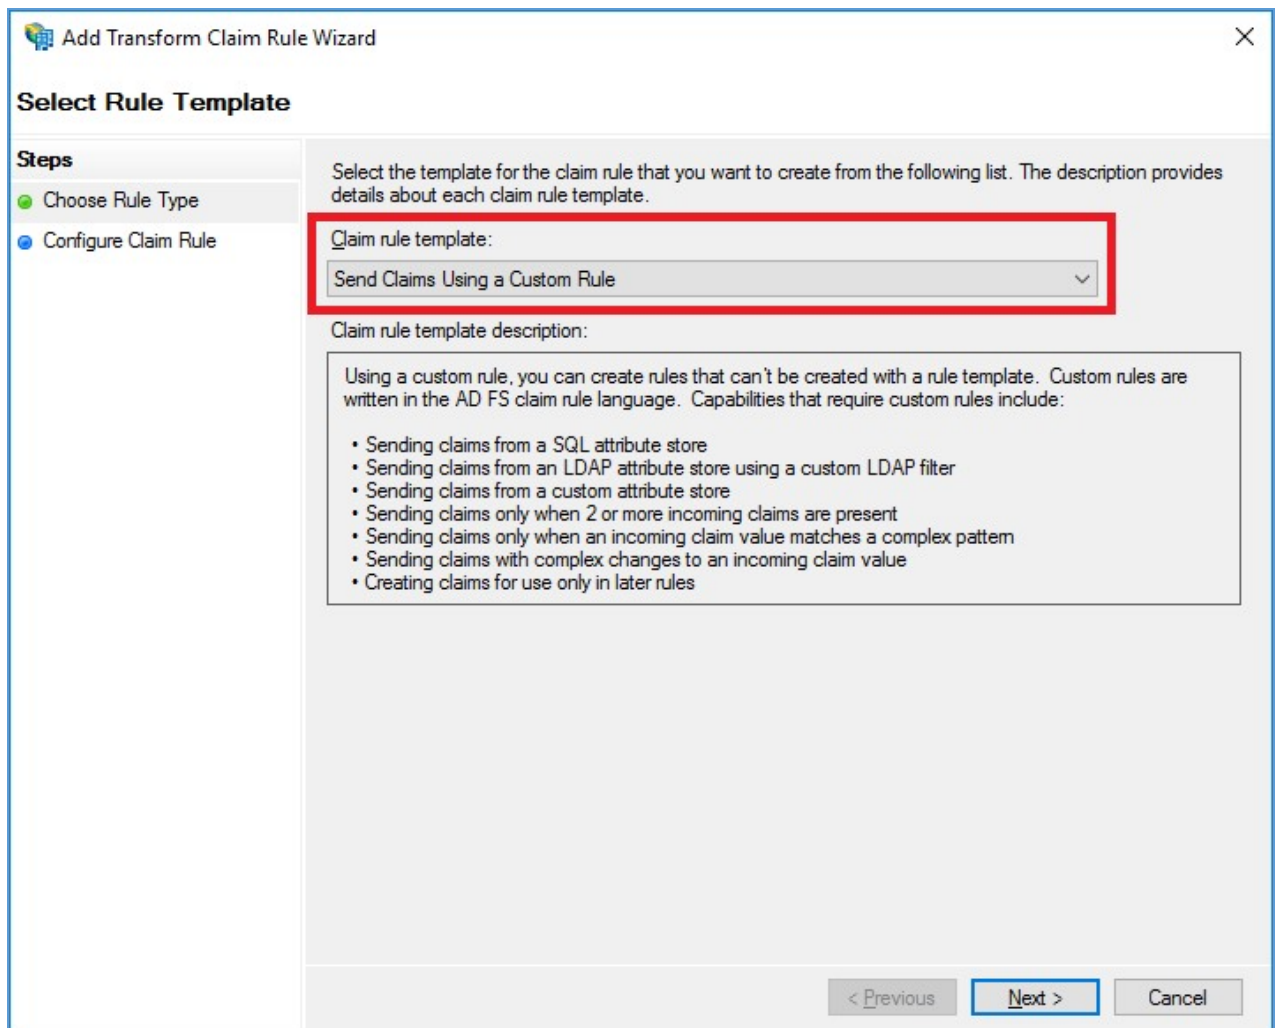 Add Transform Claim Rule Wizard
Select Rule Template
Steps
Choose Rule Type
Configure Claim Rule
Select the template for the claim rule that you want to create from the following list. The description provides
details about each claim rule template.
Claim rule template:
Send Claims Using a Custom Rule
Claim rule template description:
Using a custom rule, you can create rules that can't be created with a rule template. Custom rules are
written in the AD FS claim rule language. Capabilities that require custom rules include:
• Sending claims from a SQL attribute store
• Sending claims from an LDAP attribute store using a custom LDAP filter
• Sending claims from a custom attribute store
• Sending claims only when 2 or more incoming claims are present
• Sending claims only when an incoming claim value matches a complex pattern
• Sending claims with complex changes to an incoming claim value
• Creating claims for use only in later rules
< Previous
Next >
Cancel